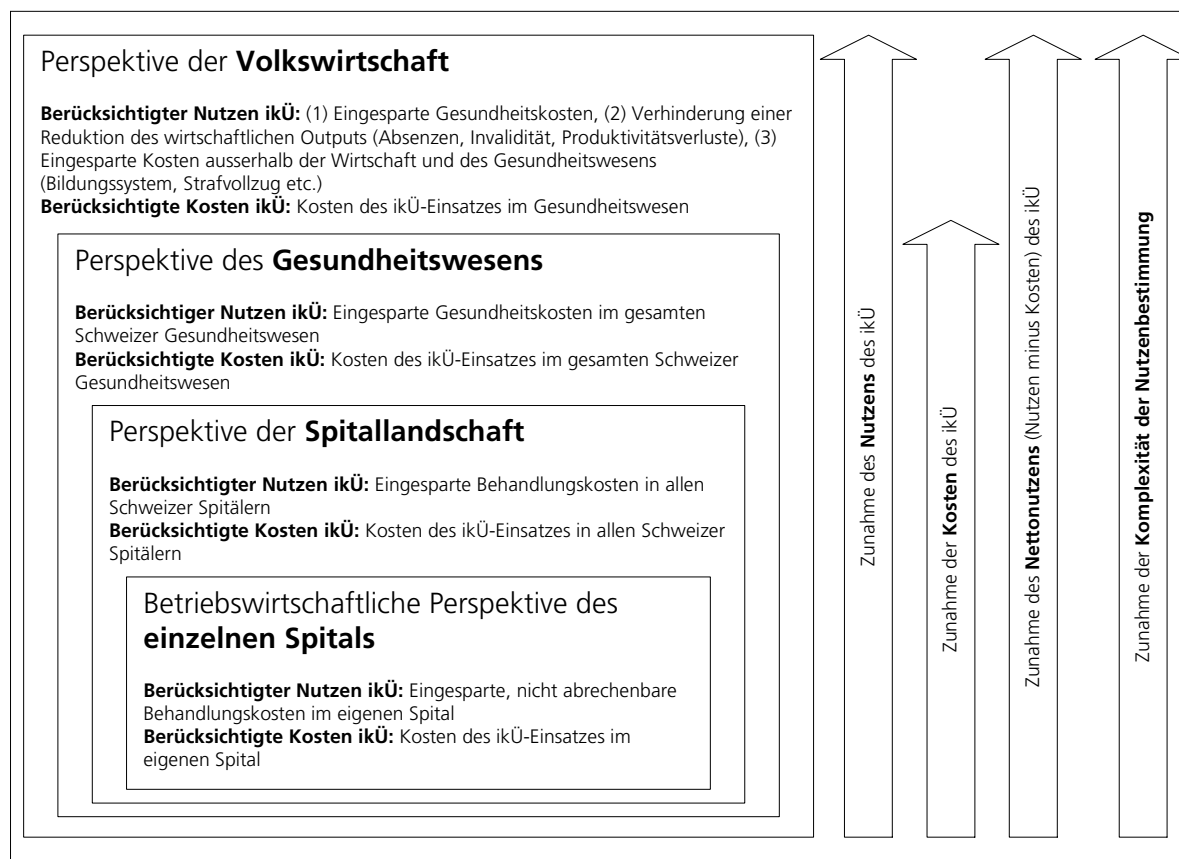 Perspektive der Volkswirtschaft
Berücksichtigter Nutzen ikÜ: (1) Eingesparte Gesundheitskosten, (2) Verhinderung einer
Reduktion des wirtschaftlichen Outputs (Absenzen, Invalidität, Produktivitätsverluste), (3)
Eingesparte Kosten ausserhalb der Wirtschaft und des Gesundheitswesens
(Bildungssystem, Strafvollzug etc.)
Berücksichtigte Kosten ikÜ: Kosten des ikÜ-Einsatzes im Gesundheitswesen
Perspektive des Gesundheitswesens
Berücksichtiger Nutzen ikÜ: Eingesparte Gesundheitskosten im gesamten
Schweizer Gesundheitswesen
Berücksichtigte Kosten ikÜ: Kosten des ikÜ-Einsatzes im gesamten Schweizer
Gesundheitswesen
Perspektive der Spitallandschaft
Berücksichtigter Nutzen ikÜ: Eingesparte Behandlungskosten in allen
Schweizer Spitälern
Berücksichtigte Kosten ikÜ: Kosten des ikÜ-Einsatzes in allen Schweizer
Spitälern
Betriebswirtschaftliche Perspektive des
einzelnen Spitals
Berücksichtigter Nutzen ikÜ: Eingesparte, nicht abrechenbare
Behandlungskosten im eigenen Spital
Berücksichtigte Kosten ikÜ: Kosten des ikÜ-Einsatzes im
eigenen Spital
Zunahme des Nutzens des ikÜ
Zunahme der Kosten des ikÜ
Zunahme des Nettonutzens (Nutzen minus Kosten) des ikÜ
Zunahme der Komplexität der Nutzenbestimmung